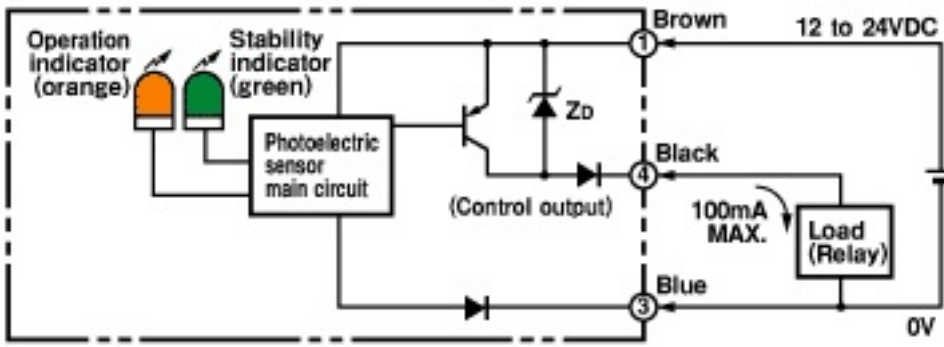 Operation
indicator
(orange)
Stability
indicator
(green)
Photoelectric
sensor
main circuit
ZD
(Control output)
1
Brown
12 to 24VDC
4
Black
100mA
MAX.
Load
(Relay)
3
Blue
0V